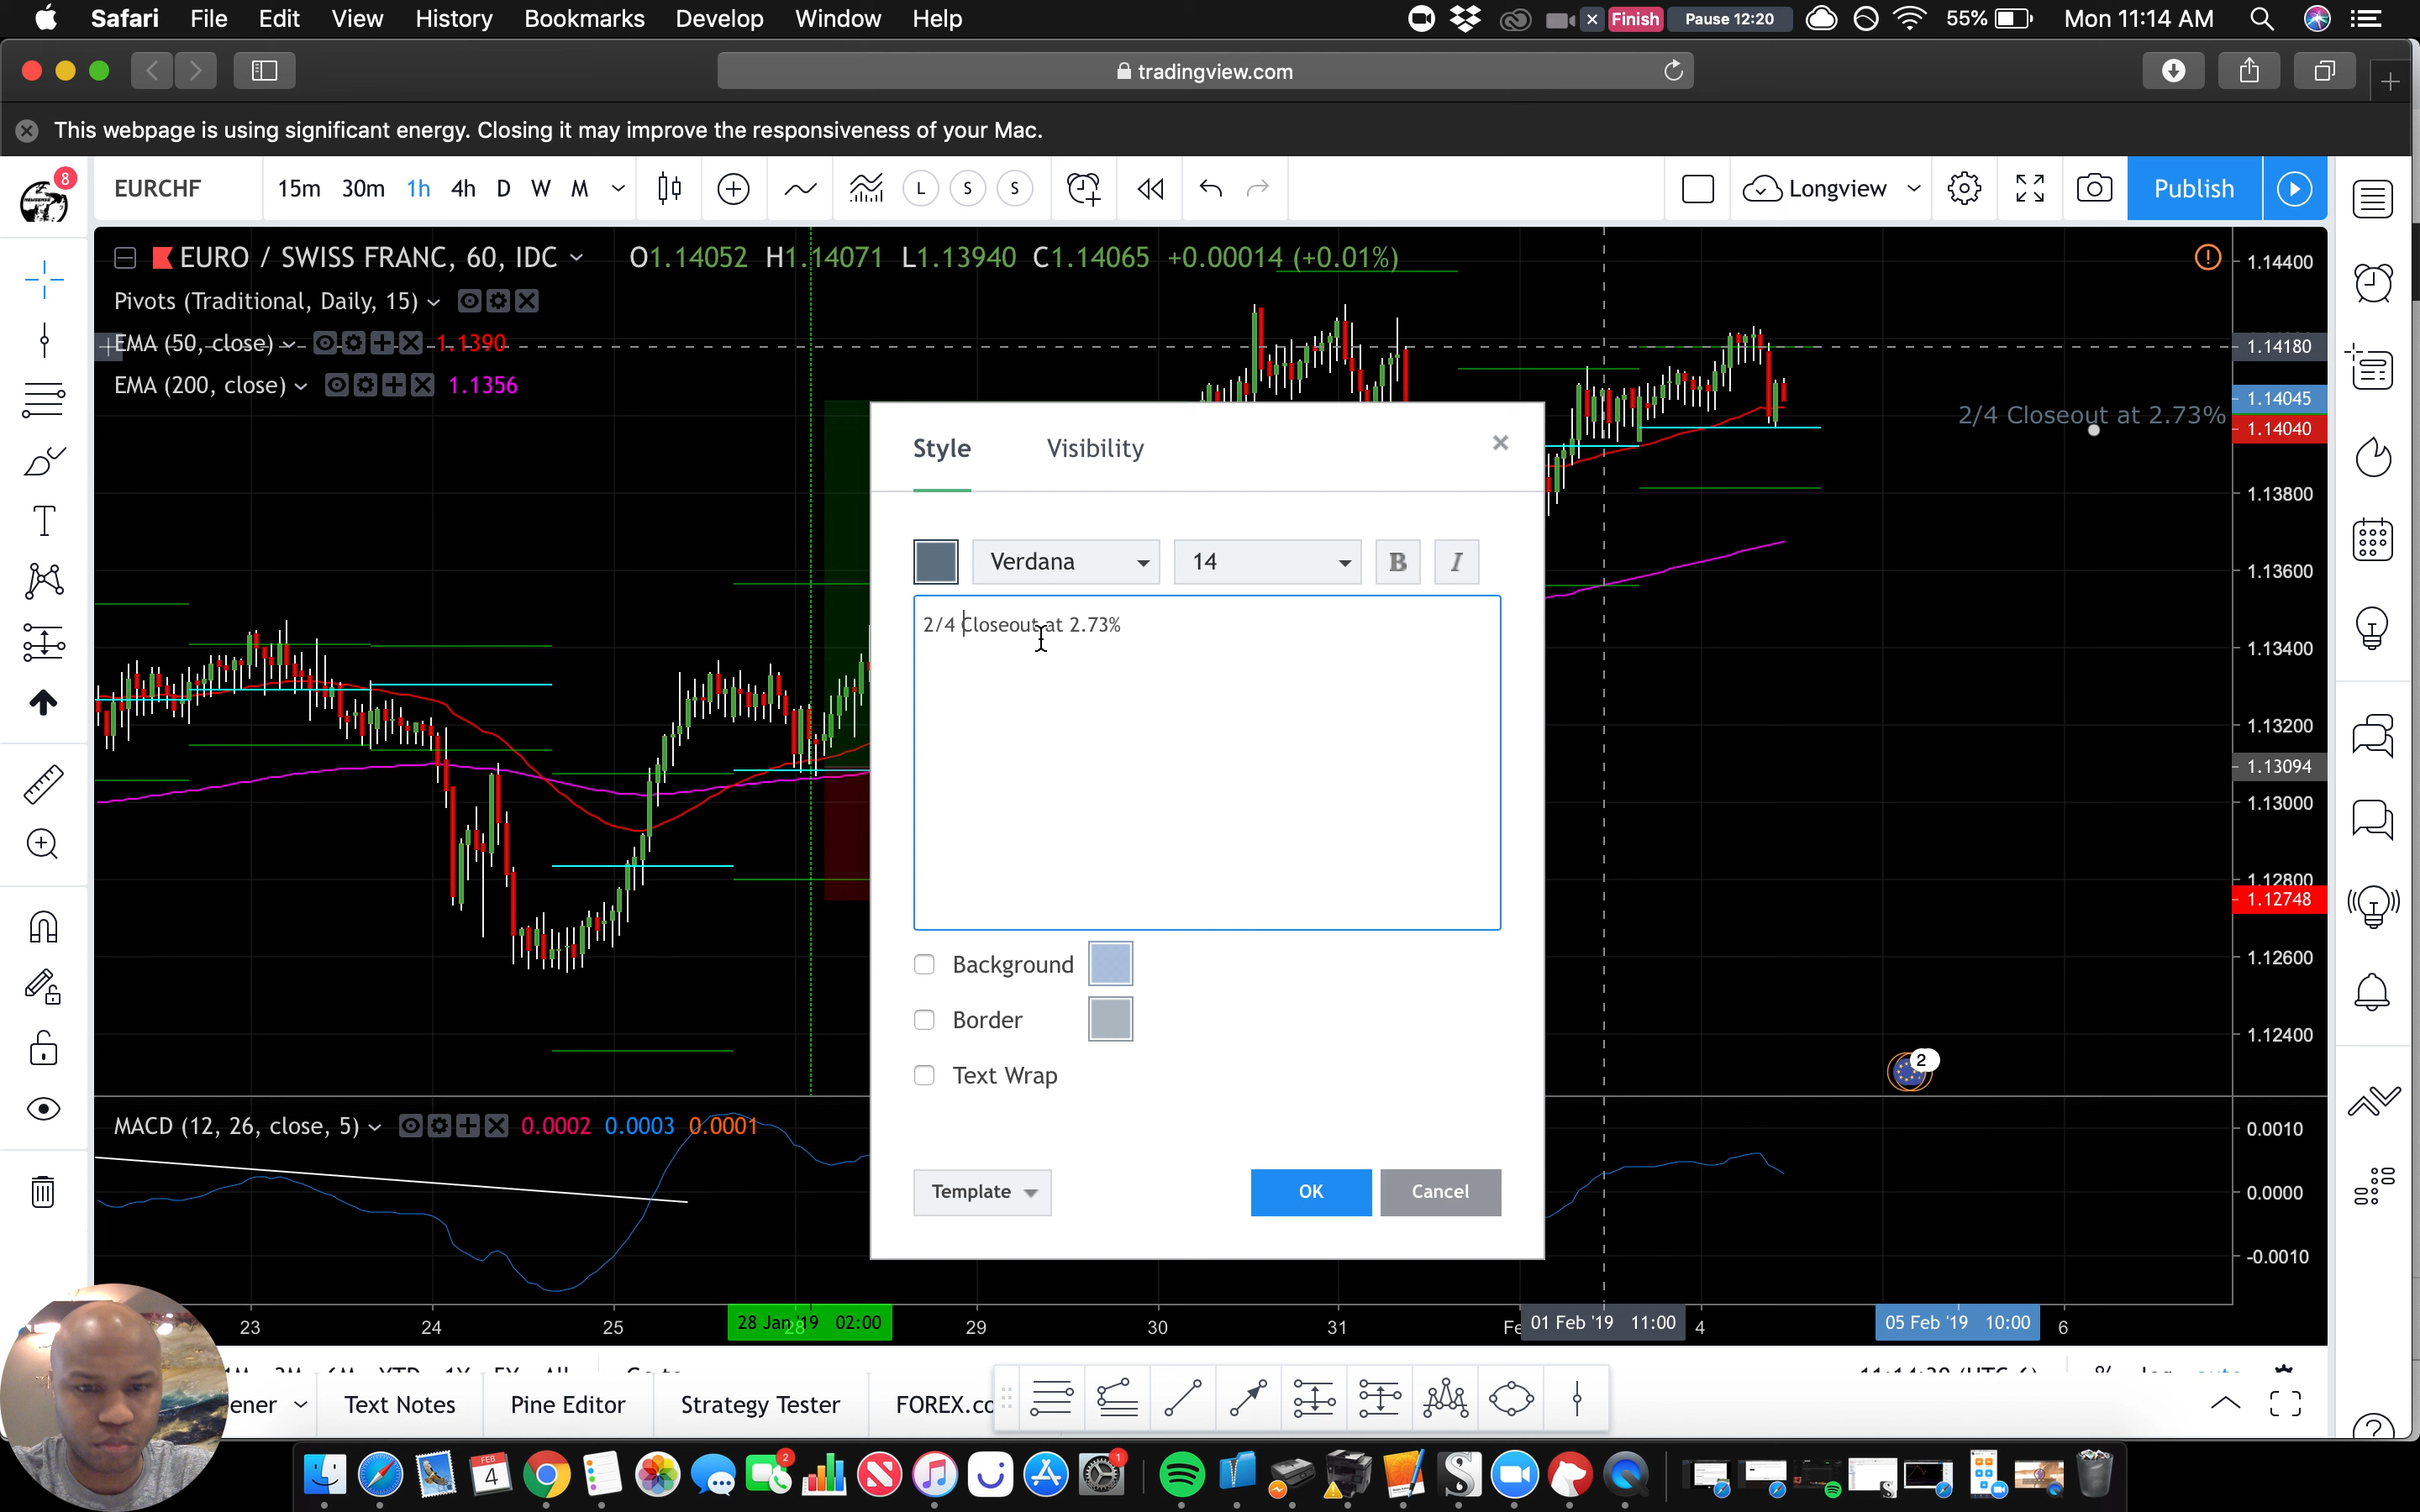 Safari File Edit View History Bookmarks Develop Window Help Finish Pause 12:20 55% Mon 11:14 AM
tradingview.com
This webpage is using significant energy. Closing it may improve the responsiveness of your Mac.
8 EURCHF 15m 30m 1h 4h D W M L S S Longview Publish
EURO / SWISS FRANC, 60, IDC O1.14052 H1.14071 L1.13940 C1.14065 +0.00014 (+0.01%)
Pivots (Traditional, Daily, 15)
EMA (50, close) 1.1390
EMA (200, close) 1.1356
1.14400
1.14180
1.14045
2/4 Closeout at 2.73%
1.14040
1.13800
1.13600
1.13400
1.13200
1.13094
1.13000
1.12800
1.12748
1.12600
1.12400
Style Visibility
Verdana 14 B I
2/4 Closeout at 2.73%
Background
Border
Text Wrap
Template OK Cancel
2
MACD (12, 26, close, 5) 0.0002 0.0003 0.0001
0.0010
0.0000
-0.0010
23 24 25 28 Jan '19 02:00 28 29 30 31 01 Feb '19 11:00 4 05 Feb '19 10:00 6
Text Notes Pine Editor Strategy Tester
FEB
4 2 1